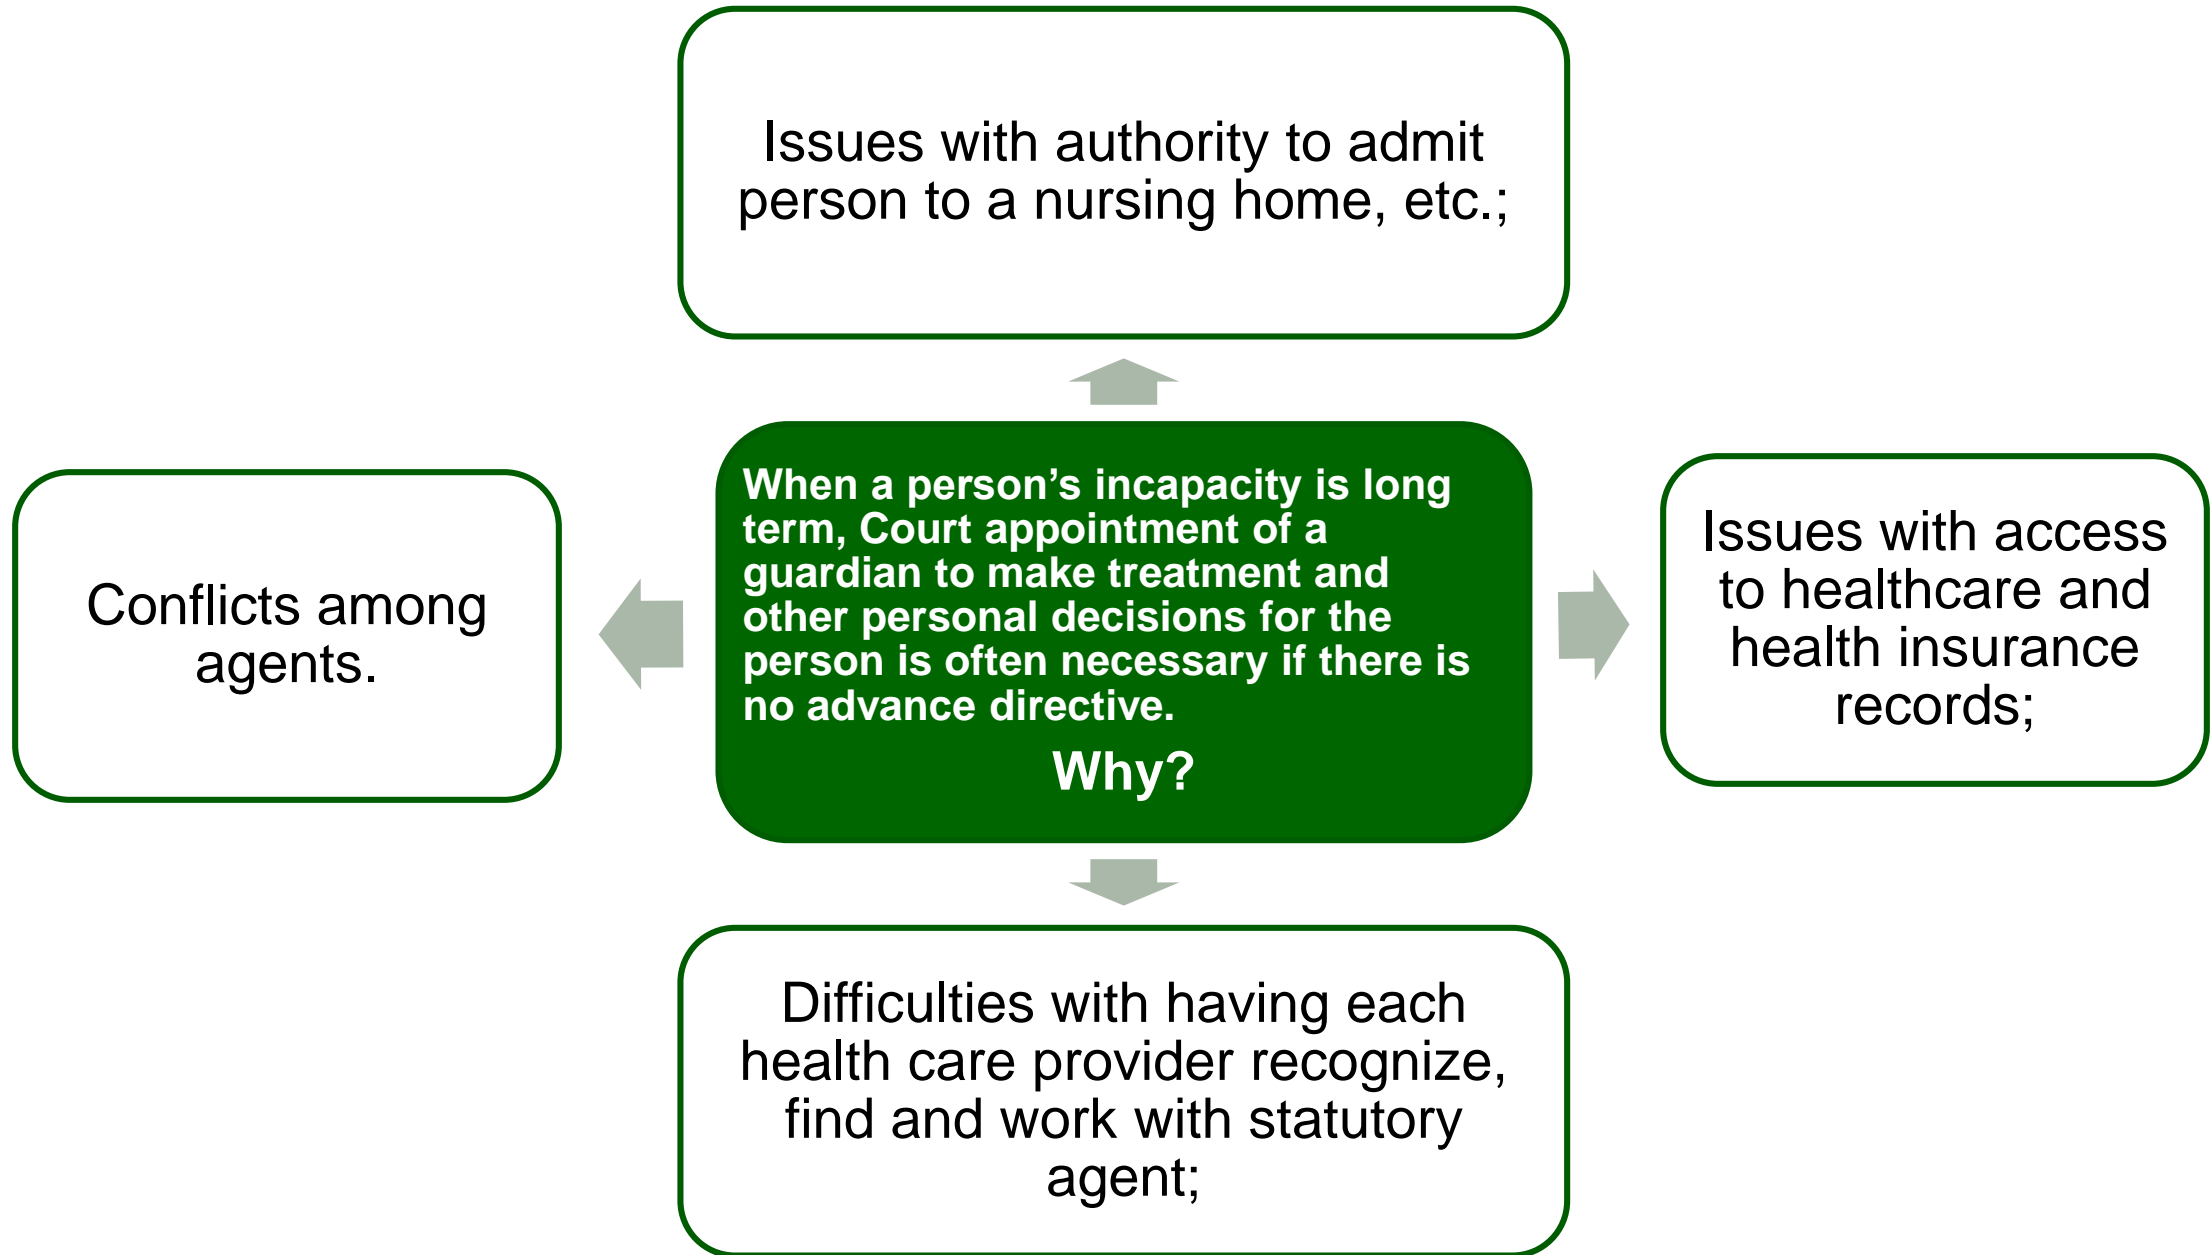 Issues with authority to admit
person to a nursing home, etc.;
When a person’s incapacity is long
term, Court appointment of a
guardian to make treatment and
other personal decisions for the
person is often necessary if there is
no advance directive.
Why?
Issues with access
to healthcare and
health insurance
records;
Difficulties with having each
health care provider recognize,
find and work with statutory
agent;
Conflicts among
agents.